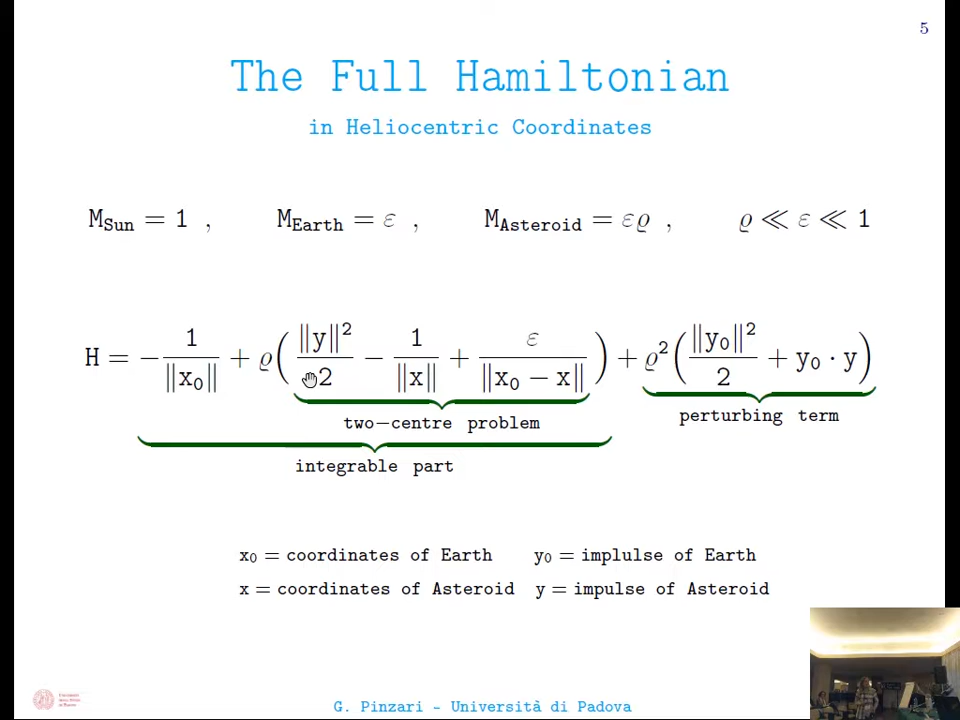 5
The Full Hamiltonian
in Heliocentric Coordinates
M_Sun = 1 , M_Earth = ε , M_Asteroid = εϱ , ϱ ≪ ε ≪ 1
H = − 1/‖x₀‖ + ϱ( ‖y‖²/2 − 1/‖x‖ + ε/‖x₀ − x‖ ) + ϱ²( ‖y₀‖²/2 + y₀ · y )
two−centre problem
perturbing term
integrable part
x₀ = coordinates of Earth y₀ = implulse of Earth
x = coordinates of Asteroid y = impulse of Asteroid
G. Pinzari – Università di Padova